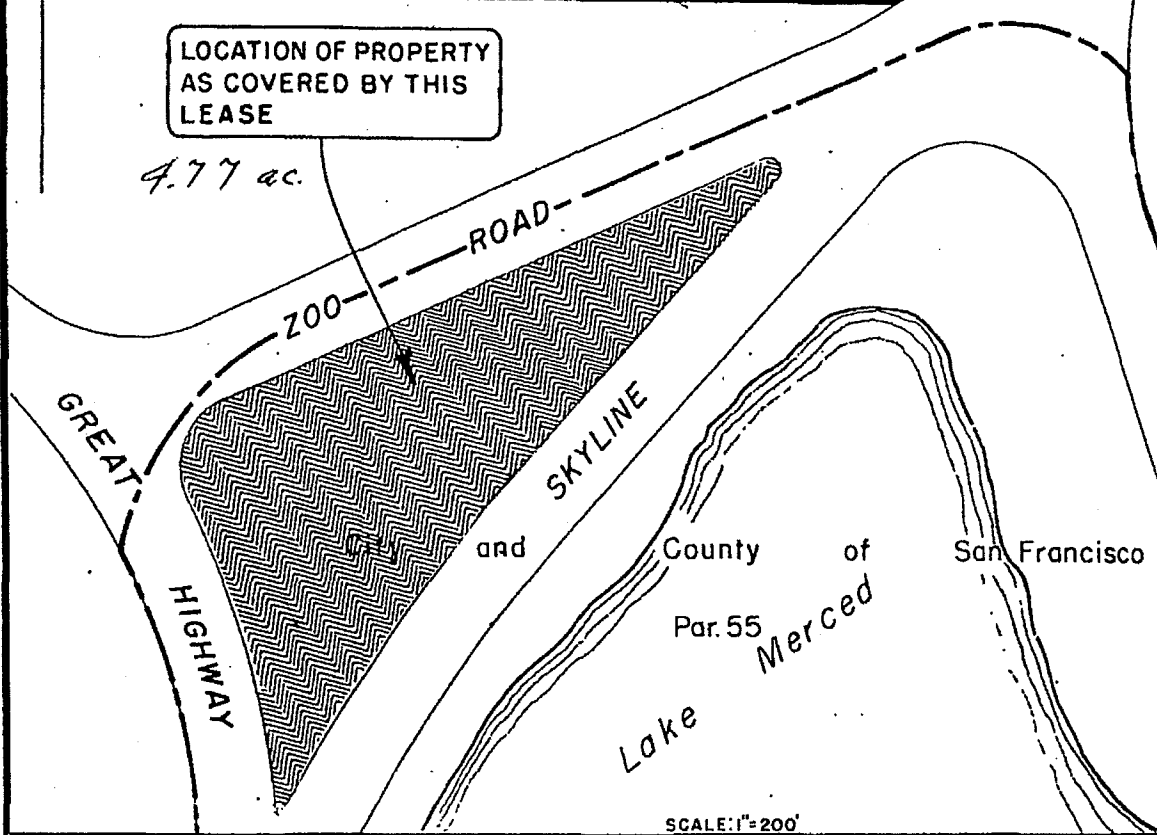 LOCATION OF PROPERTY
AS COVERED BY THIS
LEASE
4.77 ac.
ZOO ROAD
GREAT HIGHWAY
SKYLINE
City and County of San Francisco
Par. 55
Lake Merced
SCALE: 1"=200'